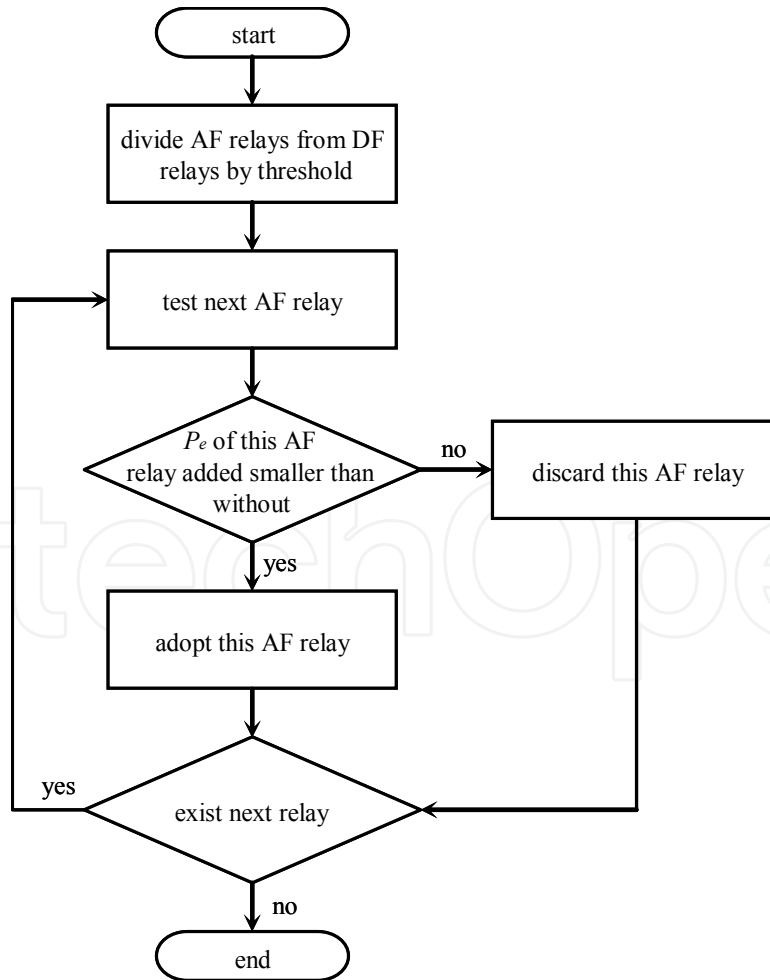 start
divide AF relays from DF
relays by threshold
test next AF relay
Pe of this AF
relay added smaller than
without
no
discard this AF relay
yes
adopt this AF relay
yes
exist next relay
no
end